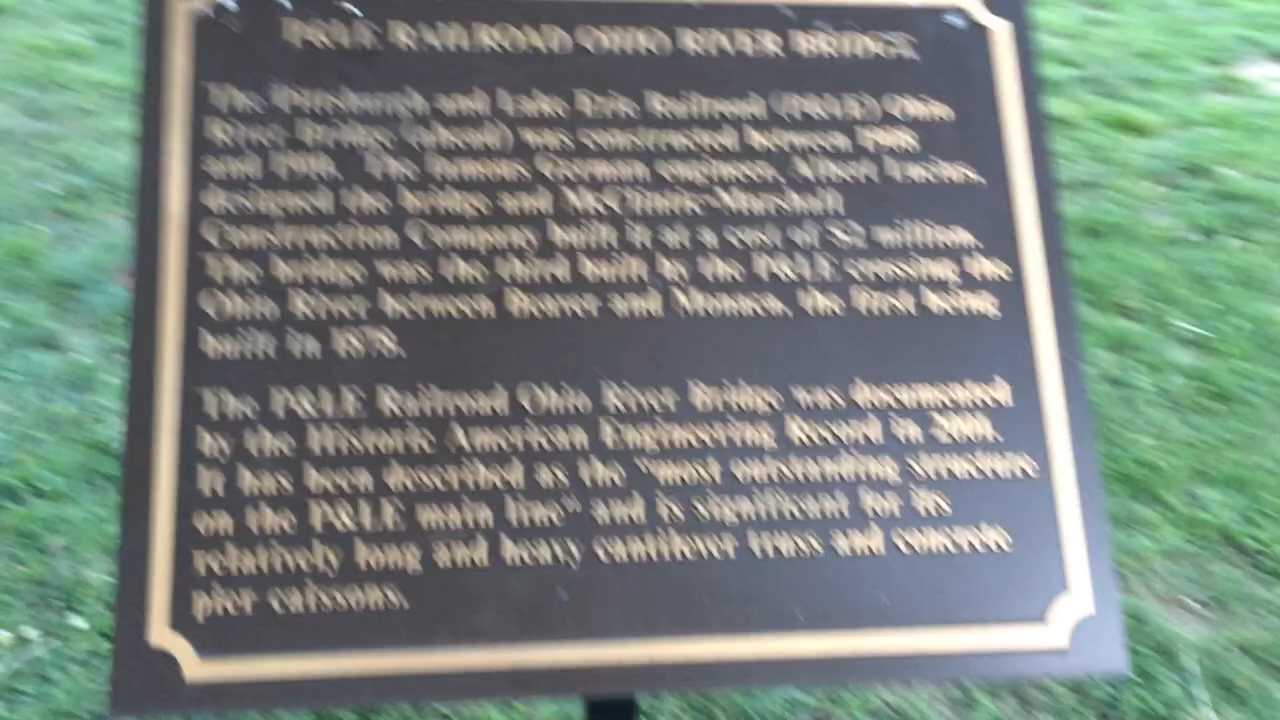 P&LE RAILROAD OHIO RIVER BRIDGE
The Pittsburgh and Lake Erie Railroad (P&LE) Ohio
River Bridge (ahead) was constructed between 1908
and 1910. The famous German engineer, Albert Lucius,
designed the bridge and McClintic-Marshall
Construction Company built it at a cost of $2 million.
The bridge was the third built by the P&LE crossing the
Ohio River between Beaver and Monaca, the first being
built in 1878.
The P&LE Railroad Ohio River Bridge was documented
by the Historic American Engineering Record in 2001.
It has been described as the "most outstanding structure
on the P&LE main line" and is significant for its
relatively long and heavy cantilever truss and concrete
pier caissons.